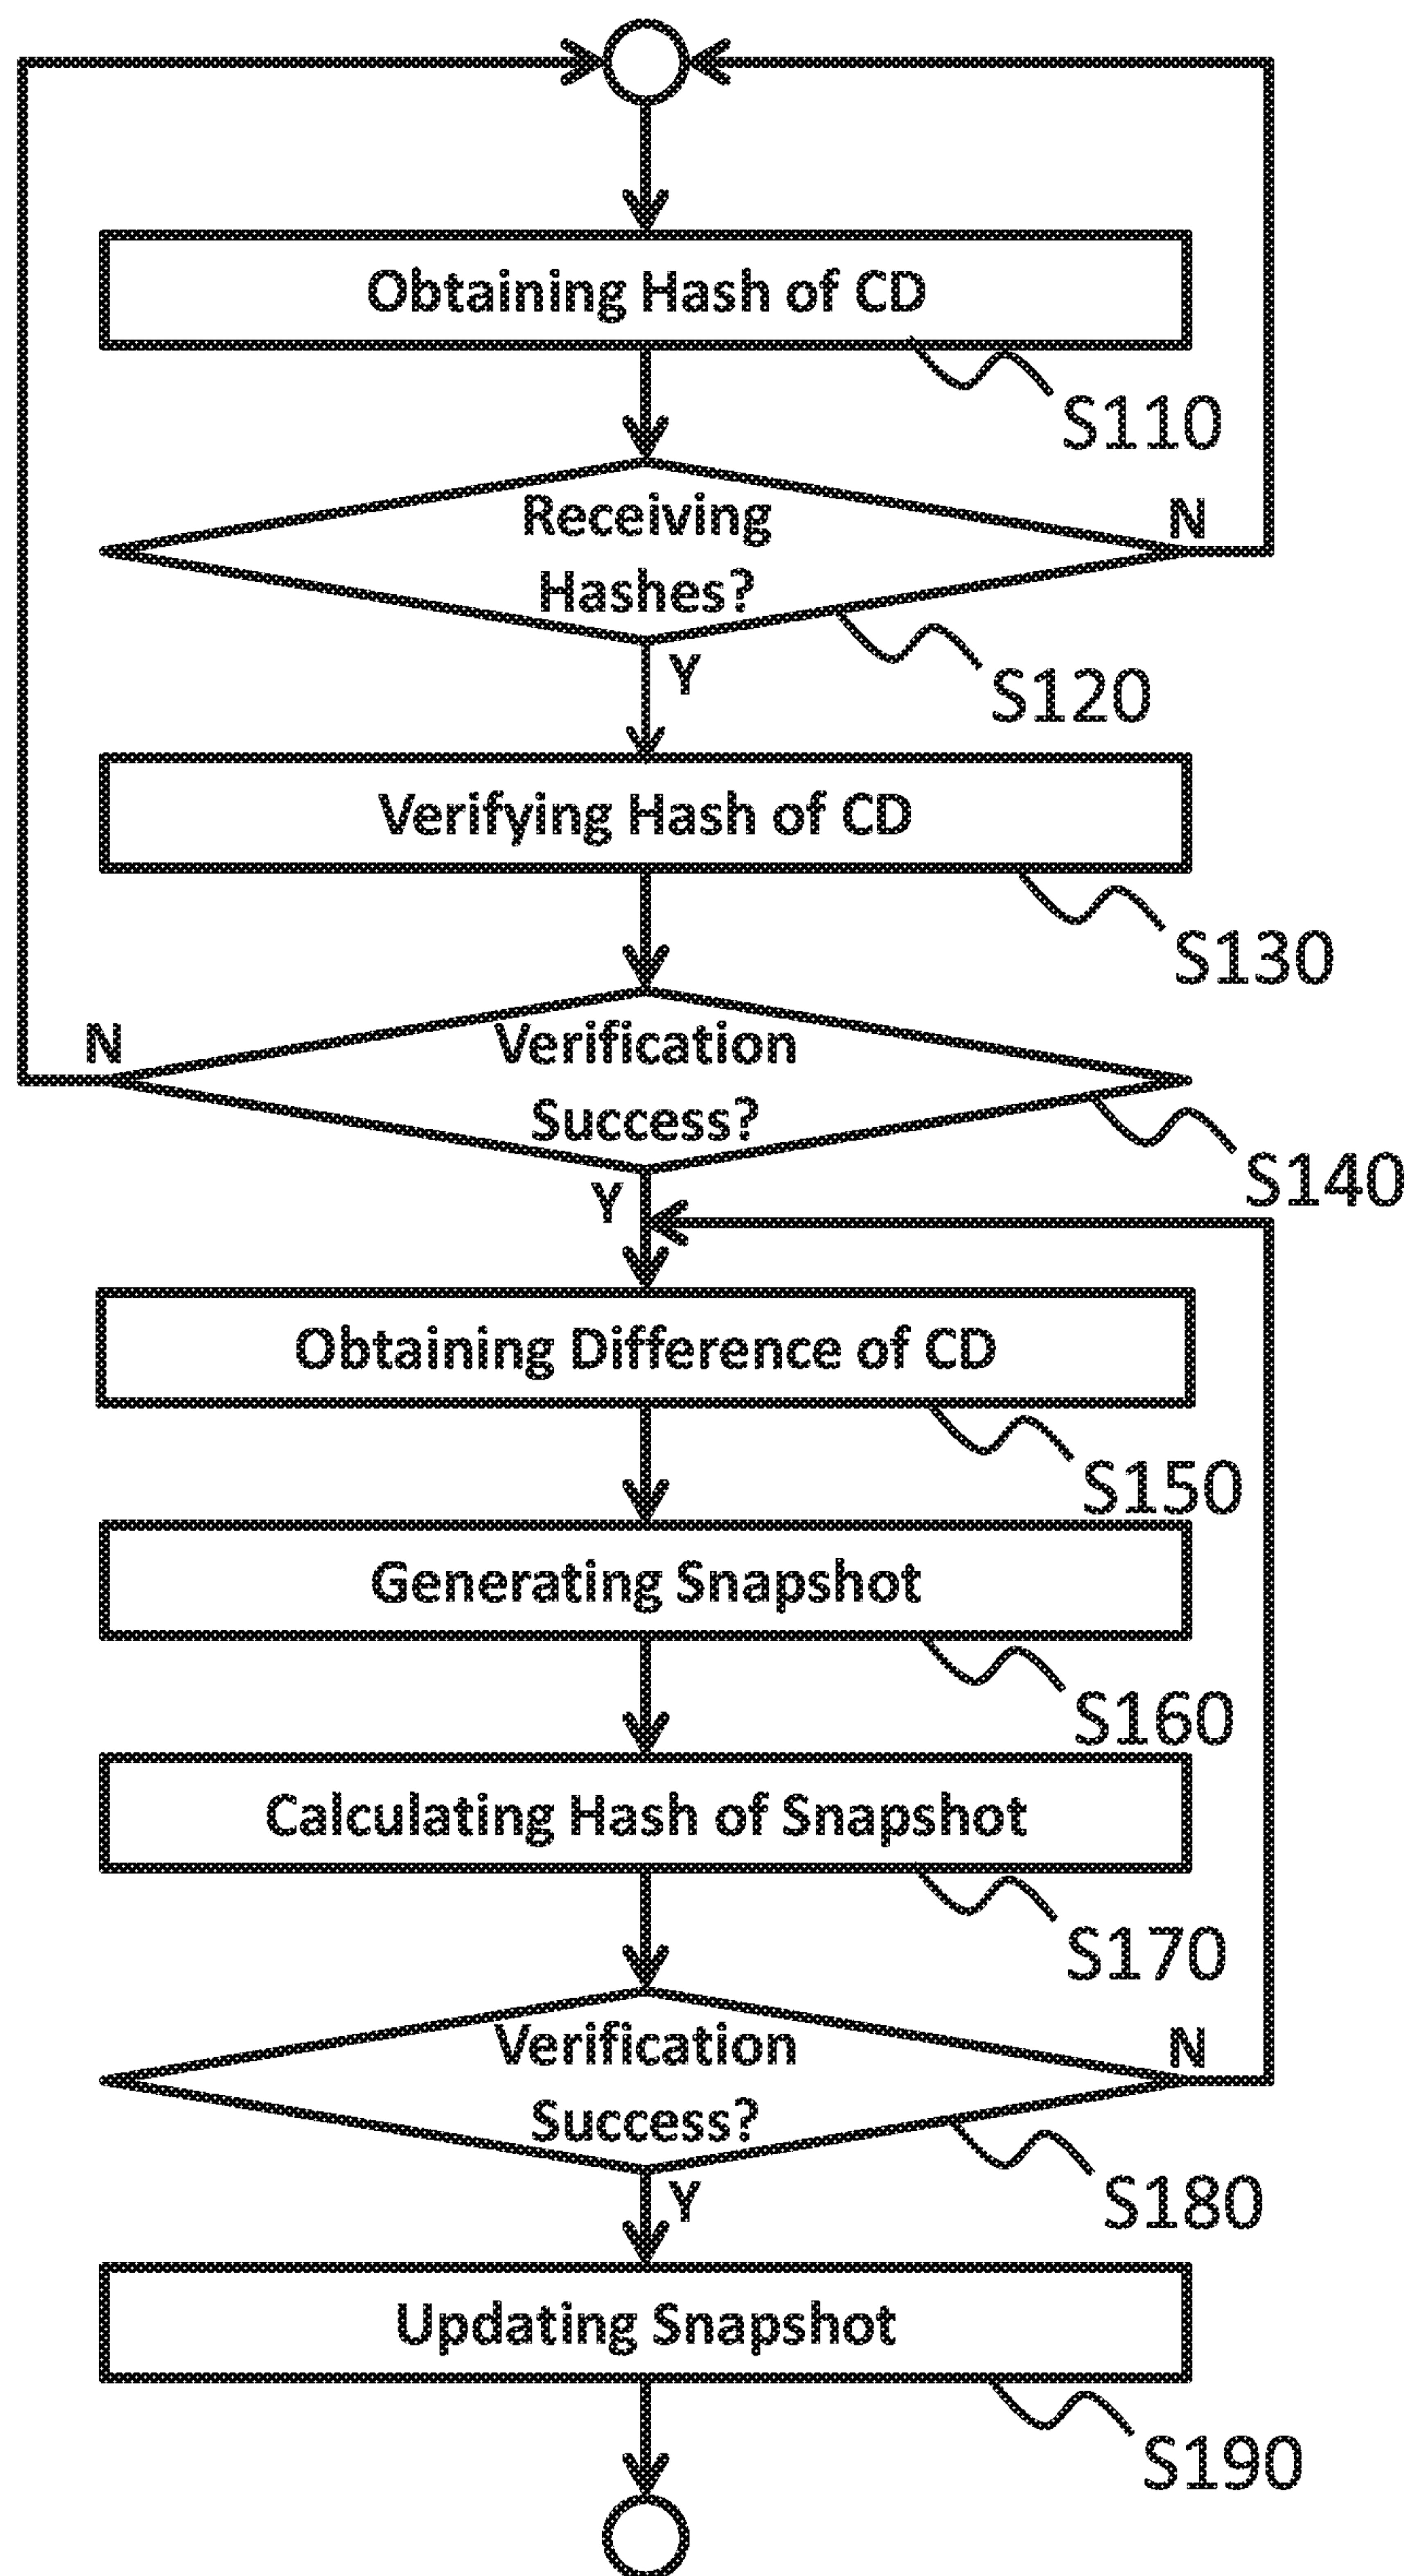 Obtaining Hash of CD
S110
Receiving
Hashes?
N
S120
Y
Verifying Hash of CD
S130
Verification
Success?
N
S140
Y
Obtaining Difference of CD
S150
Generating Snapshot
S160
Calculating Hash of Snapshot
S170
Verification
Success?
N
S180
Y
Updating Snapshot
S190